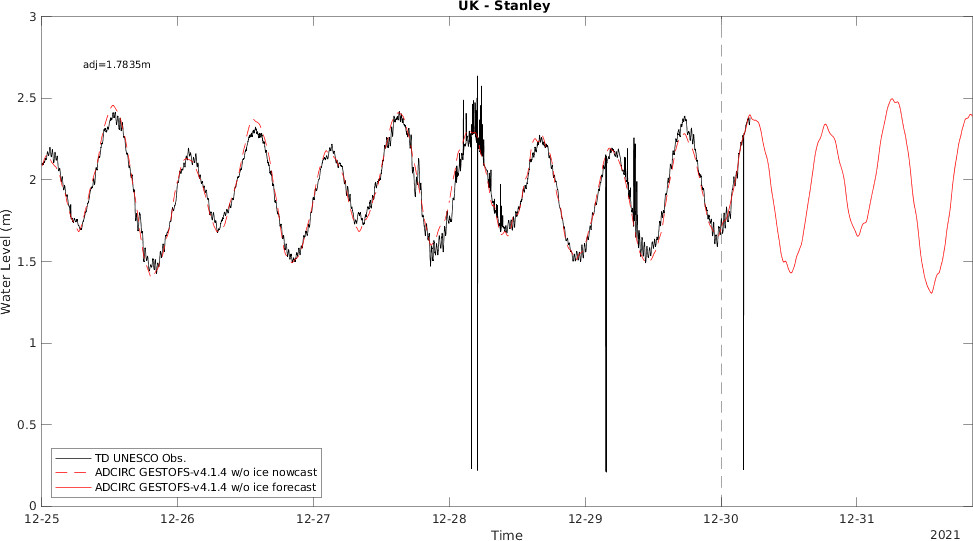 UK - Stanley
3
adj=1.7835m
2.5
2
1.5
1
0.5
0
Water Level (m)
TD UNESCO Obs.
ADCIRC GESTOFS-v4.1.4 w/o ice nowcast
ADCIRC GESTOFS-v4.1.4 w/o ice forecast
12-25 12-26 12-27 12-28 12-29 12-30 12-31
Time
2021